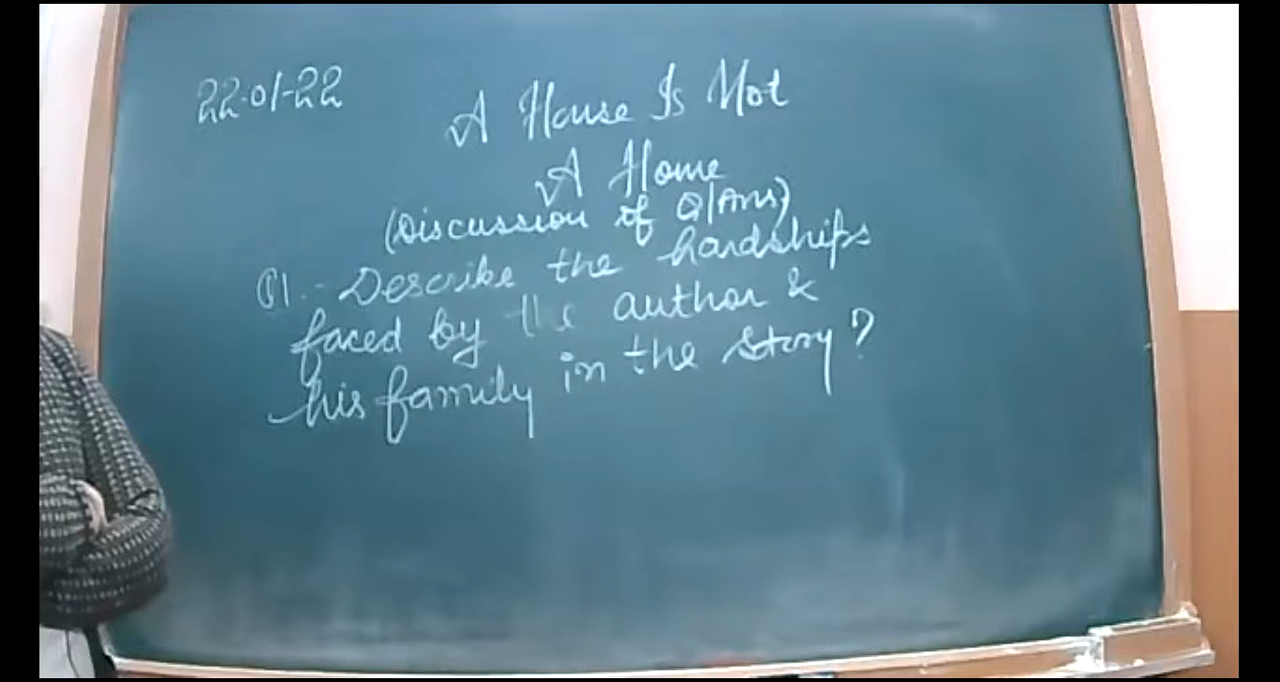 22-01-22
A House Is Not
A Home
(Discussion of Q/Ans)
Q1.- Describe the hardships
faced by the author &
his family in the story?